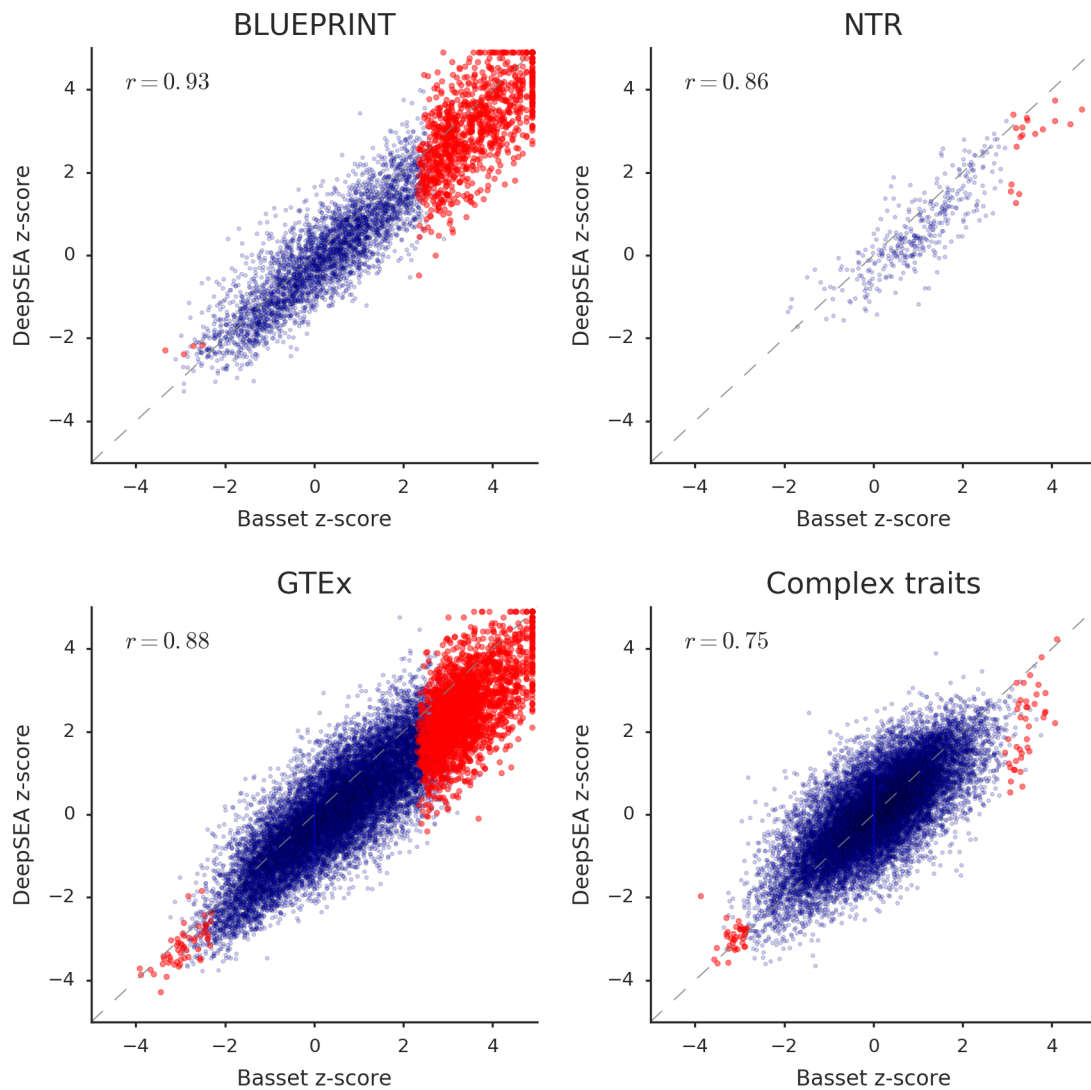 BLUEPRINT
r = 0.93
4
2
0
−2
−4
DeepSEA z-score
−4 −2 0 2 4
Basset z-score
NTR
r = 0.86
4
2
0
−2
−4
DeepSEA z-score
−4 −2 0 2 4
Basset z-score
GTEx
r = 0.88
4
2
0
−2
−4
DeepSEA z-score
−4 −2 0 2 4
Basset z-score
Complex traits
r = 0.75
4
2
0
−2
−4
DeepSEA z-score
−4 −2 0 2 4
Basset z-score